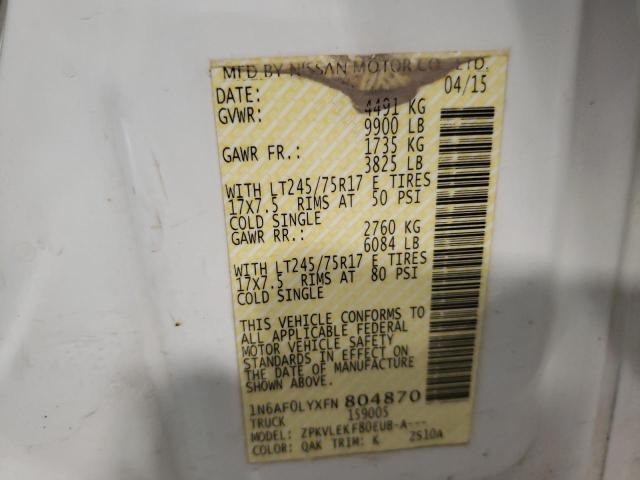 MFD BY NISSAN MOTOR CO., LTD.
DATE: 04/15
GVWR: 4491 KG
9900 LB
GAWR FR.: 1735 KG
3825 LB
WITH LT245/75R17 E TIRES
17X7.5 RIMS AT 50 PSI
COLD SINGLE
GAWR RR.: 2760 KG
6084 LB
WITH LT245/75R17 E TIRES
17X7.5 RIMS AT 80 PSI
COLD SINGLE
THIS VEHICLE CONFORMS TO
ALL APPLICABLE FEDERAL
MOTOR VEHICLE SAFETY
STANDARDS IN EFFECT ON
THE DATE OF MANUFACTURE
SHOWN ABOVE.
1N6AF0LYXFN 804870
TRUCK 159005
MODEL: ZPKVLEKF80EUB-A---
COLOR: QAK TRIM: K 2S10A